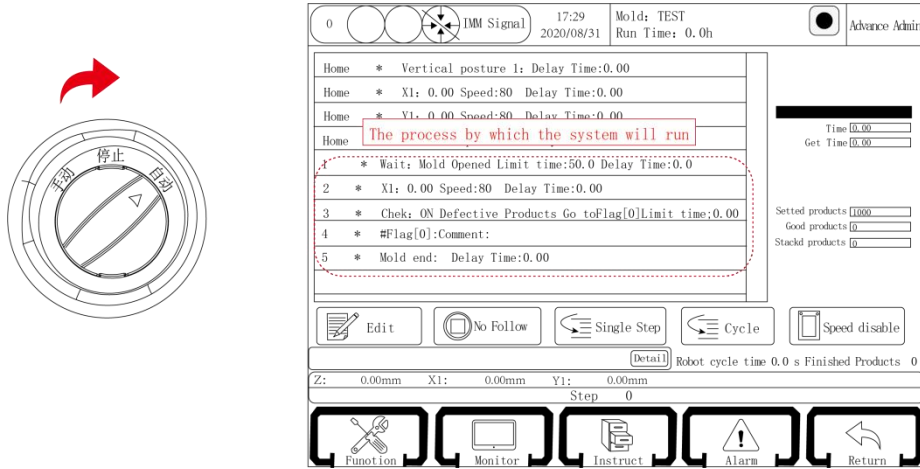 手动
停止
自动
0
IMM Signal
17:29
2020/08/31
Mold: TEST
Run Time: 0.0h
Advance Admin
Home * Vertical posture 1: Delay Time:0.00
Home * X1: 0.00 Speed:80 Delay Time:0.00
Home * Y1: 0.00 Speed:80 Delay Time:0.00
Home
The process by which the system will run
1 * Wait: Mold Opened Limit time:50.0 Delay Time:0.0
2 * X1: 0.00 Speed:80 Delay Time:0.00
3 * Chek: ON Defective Products Go toFlag[0]Limit time;0.00
4 * #Flag[0]:Comment:
5 * Mold end: Delay Time:0.00
Time 0.00
Get Time 0.00
Setted products 1000
Good products 0
Stackd products 0
Edit
No Follow
Single Step
Cycle
Speed disable
Detail
Robot cycle time 0.0 s Finished Products 0
Z: 0.00mm X1: 0.00mm Y1: 0.00mm
Step 0
Funotion
Monitor
Instruct
Alarm
Return